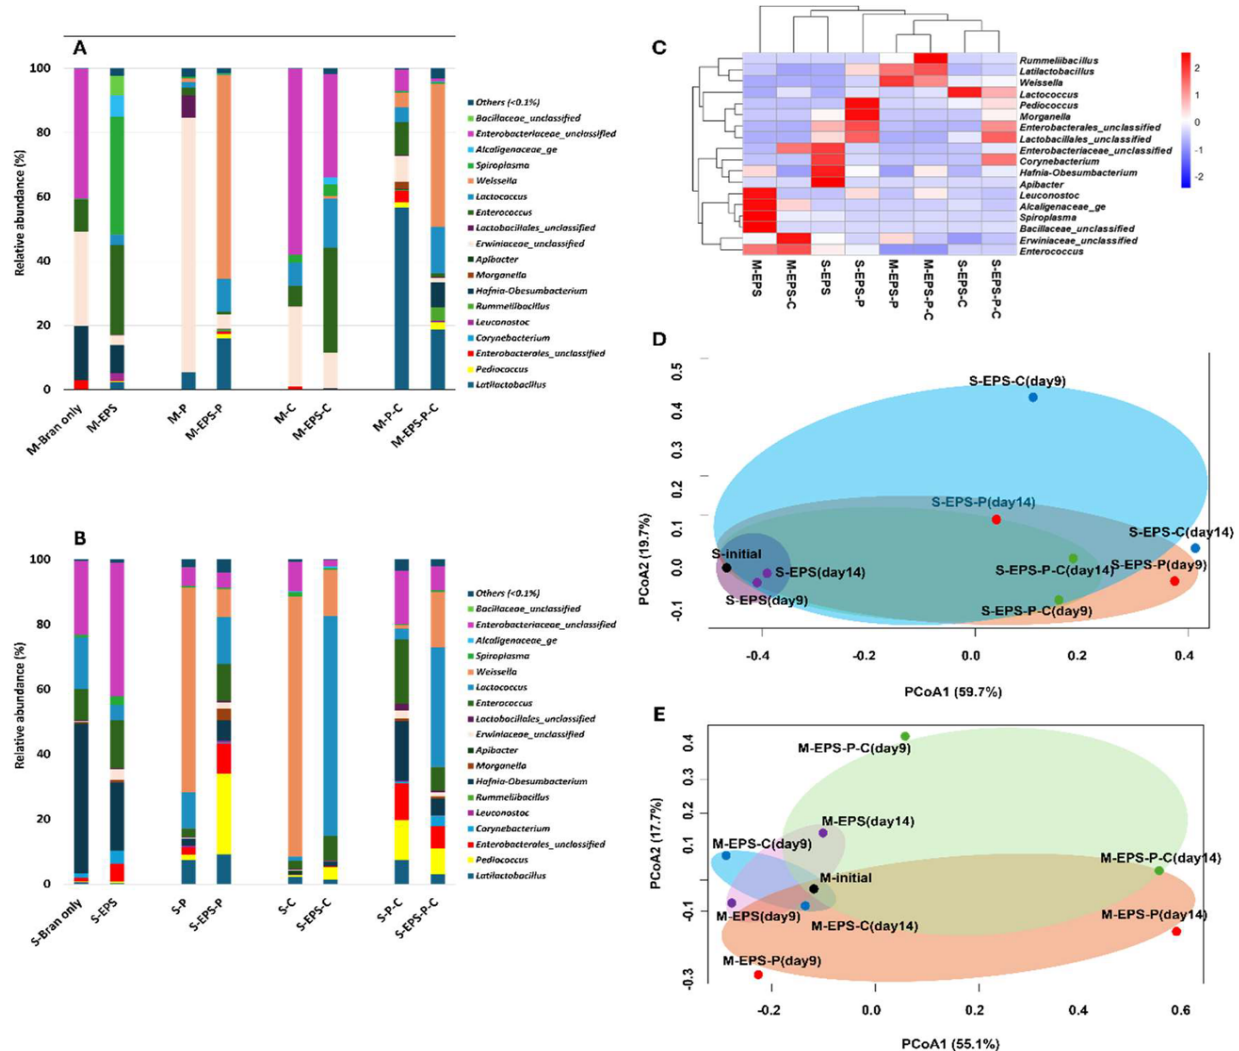 A
Relative abundance (%)
100
80
60
40
20
0
M-Bran only
M-EPS
M-P
M-EPS-P
M-C
M-EPS-C
M-P-C
M-EPS-P-C
Others (<0.1%)
Bacillaceae_unclassified
Enterobacteriaceae_unclassified
Alcaligenaceae_ge
Spiroplasma
Weissella
Lactococcus
Enterococcus
Lactobacillales_unclassified
Erwiniaceae_unclassified
Apibacter
Morganella
Hafnia-Obesumbacterium
Rummeliibacillus
Leuconostoc
Corynebacterium
Enterobacterales_unclassified
Pediococcus
Latilactobacillus
B
Relative abundance (%)
100
80
60
40
20
0
S-Bran only
S-EPS
S-P
S-EPS-P
S-C
S-EPS-C
S-P-C
S-EPS-P-C
Others (<0.1%)
Bacillaceae_unclassified
Enterobacteriaceae_unclassified
Alcaligenaceae_ge
Spiroplasma
Weissella
Lactococcus
Enterococcus
Lactobacillales_unclassified
Erwiniaceae_unclassified
Apibacter
Morganella
Hafnia-Obesumbacterium
Rummeliibacillus
Leuconostoc
Corynebacterium
Enterobacterales_unclassified
Pediococcus
Latilactobacillus
C
Rummeliibacillus
Latilactobacillus
Weissella
Lactococcus
Pediococcus
Morganella
Enterobacterales_unclassified
Lactobacillales_unclassified
Enterobacteriaceae_unclassified
Corynebacterium
Hafnia-Obesumbacterium
Apibacter
Leuconostoc
Alcaligenaceae_ge
Spiroplasma
Bacillaceae_unclassified
Erwiniaceae_unclassified
Enterococcus
M-EPS
M-EPS-C
S-EPS
S-EPS-P
M-EPS-P
M-EPS-P-C
S-EPS-C
S-EPS-P-C
2
1
0
-1
-2
D
PCoA2 (19.7%)
0.5
0.4
0.3
0.2
0.1
0.0
-0.1
S-EPS-C(day9)
S-EPS-P(day14)
S-EPS-C(day14)
S-initial
S-EPS(day14)
S-EPS-P-C(day14)
S-EPS-P(day9)
S-EPS(day9)
S-EPS-P-C(day9)
-0.4
0.0
0.2
0.4
PCoA1 (59.7%)
E
PCoA2 (17.7%)
0.4
0.3
0.1
-0.1
-0.3
M-EPS-P-C(day9)
M-EPS(day14)
M-EPS-C(day9)
M-EPS-P-C(day14)
M-initial
M-EPS(day9)
M-EPS-C(day14)
M-EPS-P(day14)
M-EPS-P(day9)
-0.2
0.0
0.2
0.4
0.6
PCoA1 (55.1%)